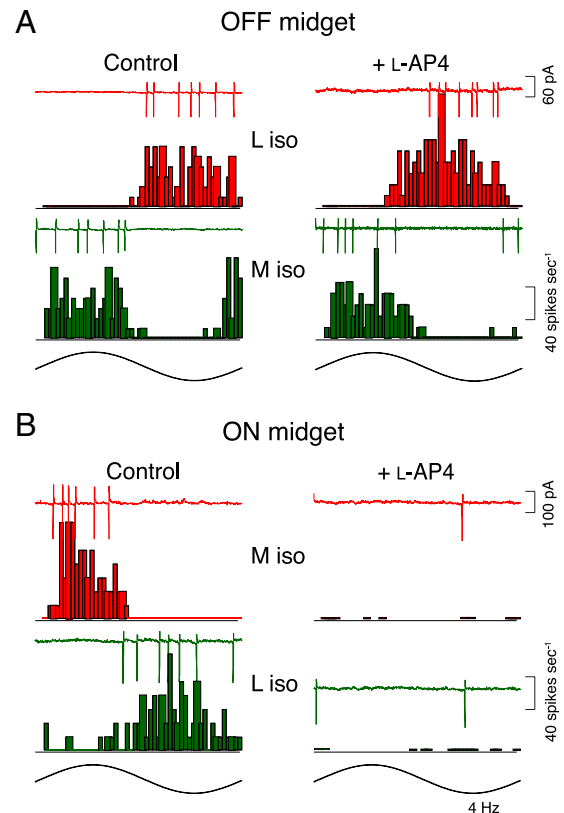 A
OFF midget
Control
+ L-AP4
60 pA
L iso
M iso
40 spikes sec⁻¹
B
ON midget
Control
+ L-AP4
100 pA
M iso
L iso
40 spikes sec⁻¹
4 Hz